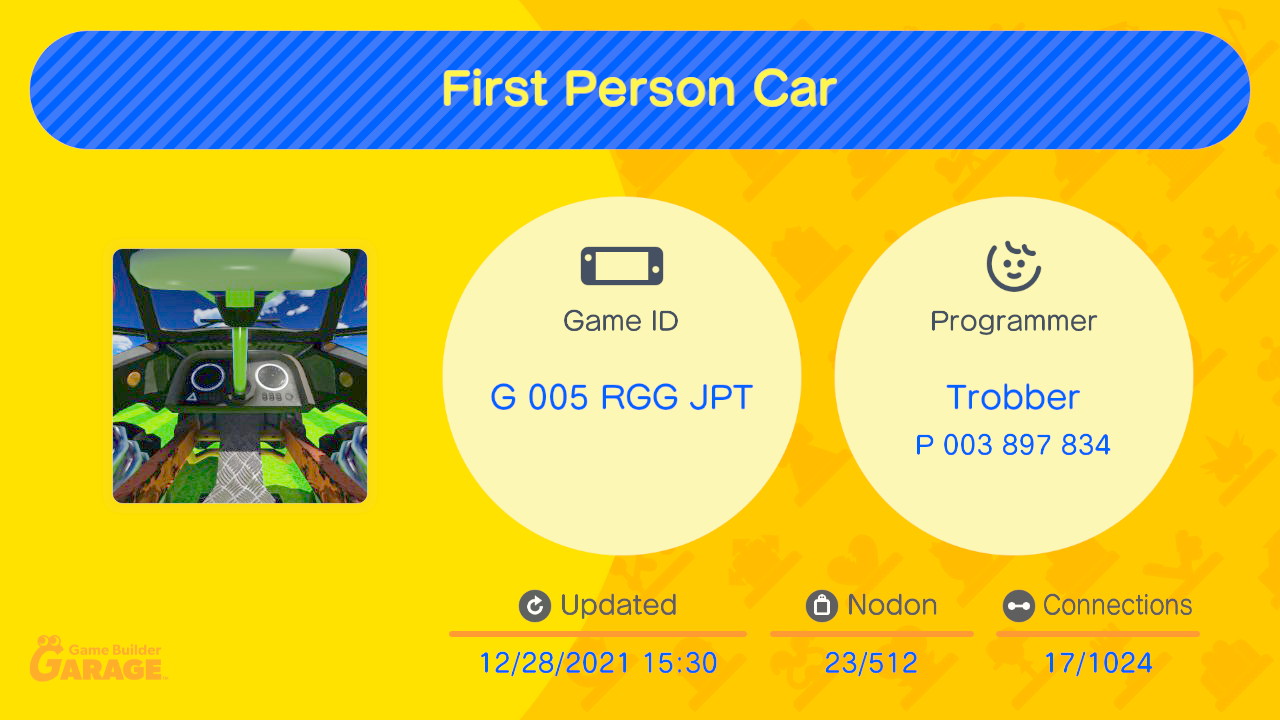 First Person Car
Game ID
G 005 RGG JPT
Programmer
Trobber
P 003 897 834
Updated
12/28/2021 15:30
Nodon
23/512
Connections
17/1024
Game Builder
GARAGE